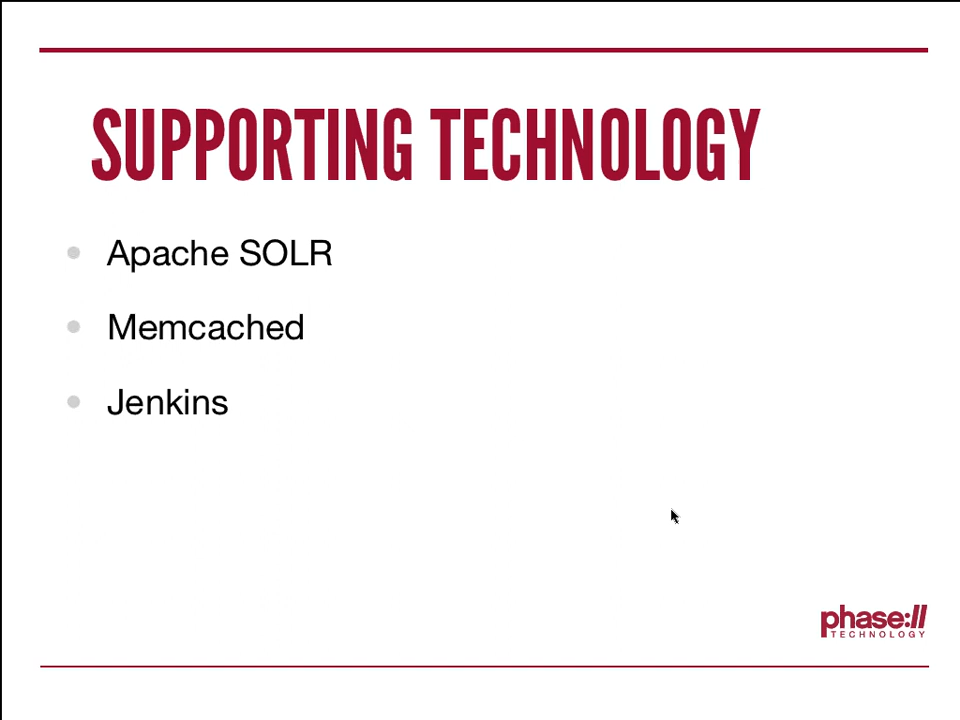 SUPPORTING TECHNOLOGY
Apache SOLR
Memcached
Jenkins
phase://
TECHNOLOGY